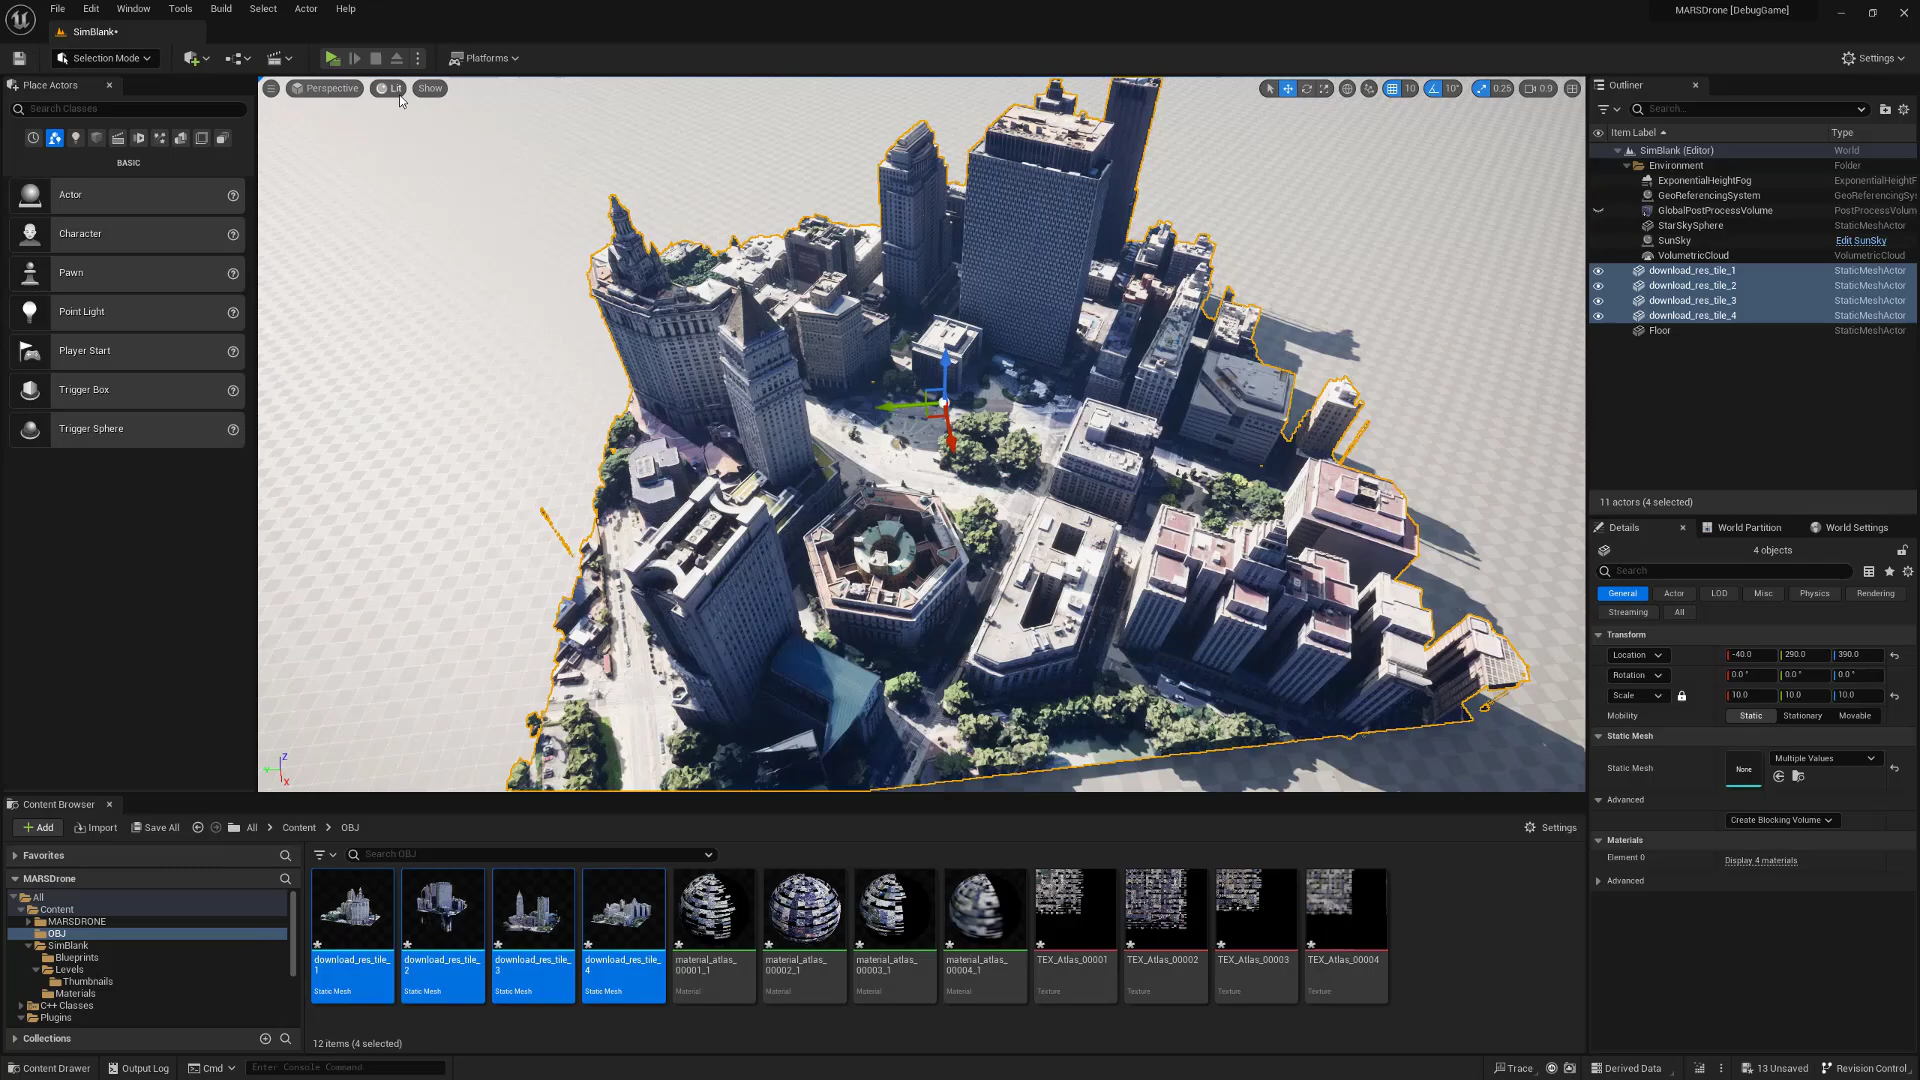 File Edit Window Tools Build Select Actor Help
MARSDrone [DebugGame]
SimBlank•
Selection Mode
Platforms
Settings
Place Actors
Search Classes
BASIC
Actor
Character
Pawn
Point Light
Player Start
Trigger Box
Trigger Sphere
Perspective Lit Show
10 10° 0.25 0.9
Outliner
Search...
Item Label Type
SimBlank (Editor) World
Environment Folder
ExponentialHeightFog ExponentialHeightF
GeoReferencingSystem GeoReferencingSy
GlobalPostProcessVolume PostProcessVolum
StarSkySphere StaticMeshActor
SunSky Edit SunSky
VolumetricCloud VolumetricCloud
download_res_tile_1 StaticMeshActor
download_res_tile_2 StaticMeshActor
download_res_tile_3 StaticMeshActor
download_res_tile_4 StaticMeshActor
Floor StaticMeshActor
11 actors (4 selected)
Details World Partition World Settings
4 objects
Search
General Actor LOD Misc Physics Rendering
Streaming All
Transform
Location -40.0 290.0 390.0
Rotation 0.0° 0.0° 0.0°
Scale 10.0 10.0 10.0
Mobility Static Stationary Movable
Static Mesh
Static Mesh None Multiple Values
Advanced
Create Blocking Volume
Materials
Element 0 Display 4 materials
Advanced
Z
Y
X
Content Browser
Add Import Save All All Content OBJ Settings
Favorites
MARSDrone
All
Content
MARSDRONE
OBJ
SimBlank
Blueprints
Levels
Thumbnails
Materials
C++ Classes
Plugins
Collections
Search OBJ
download_res_tile_1
Static Mesh
download_res_tile_2
Static Mesh
download_res_tile_3
Static Mesh
download_res_tile_4
Static Mesh
material_atlas_00001_1
Material
material_atlas_00002_1
Material
material_atlas_00003_1
Material
material_atlas_00004_1
Material
TEX_Atlas_00001
Texture
TEX_Atlas_00002
Texture
TEX_Atlas_00003
Texture
TEX_Atlas_00004
Texture
12 items (4 selected)
Content Drawer Output Log Cmd Enter Console Command
Trace Derived Data 13 Unsaved Revision Control